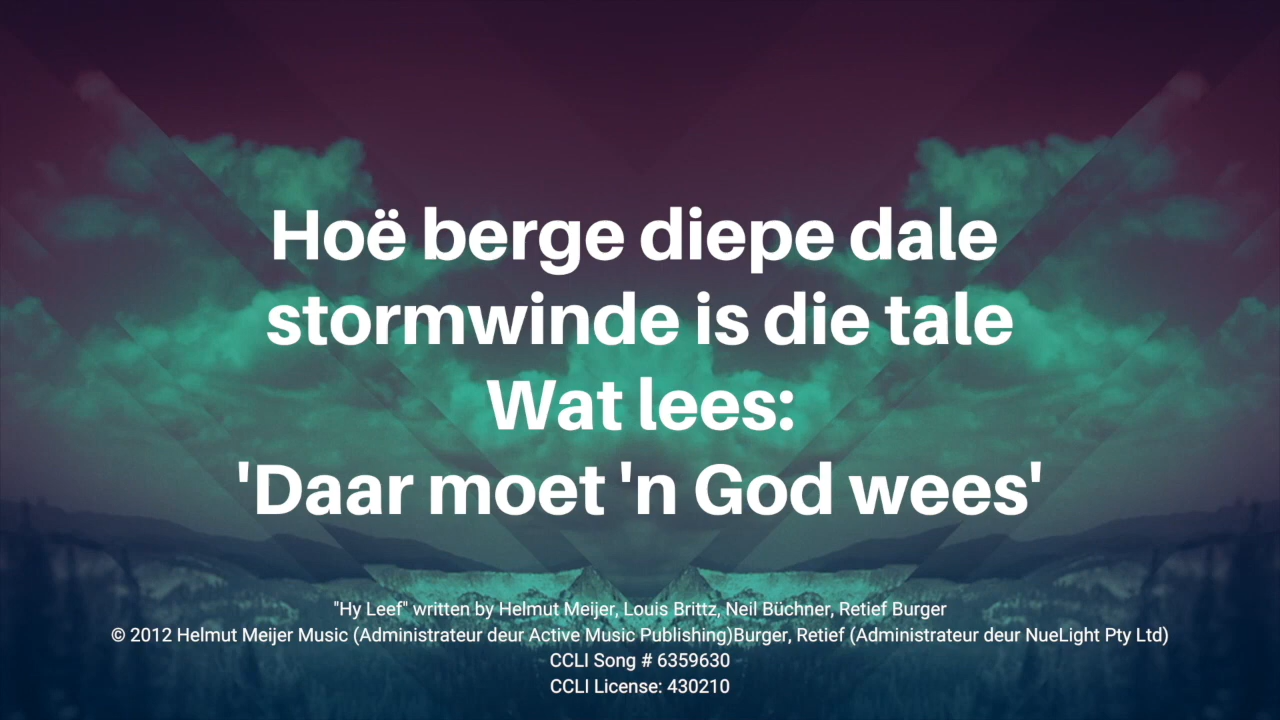 Hoë berge diepe dale
stormwinde is die tale
Wat lees:
'Daar moet 'n God wees'
"Hy Leef" written by Helmut Meijer, Louis Brittz, Neil Büchner, Retief Burger
© 2012 Helmut Meijer Music (Administrateur deur Active Music Publishing)Burger, Retief (Administrateur deur NueLight Pty Ltd)
CCLI Song # 6359630
CCLI License: 430210